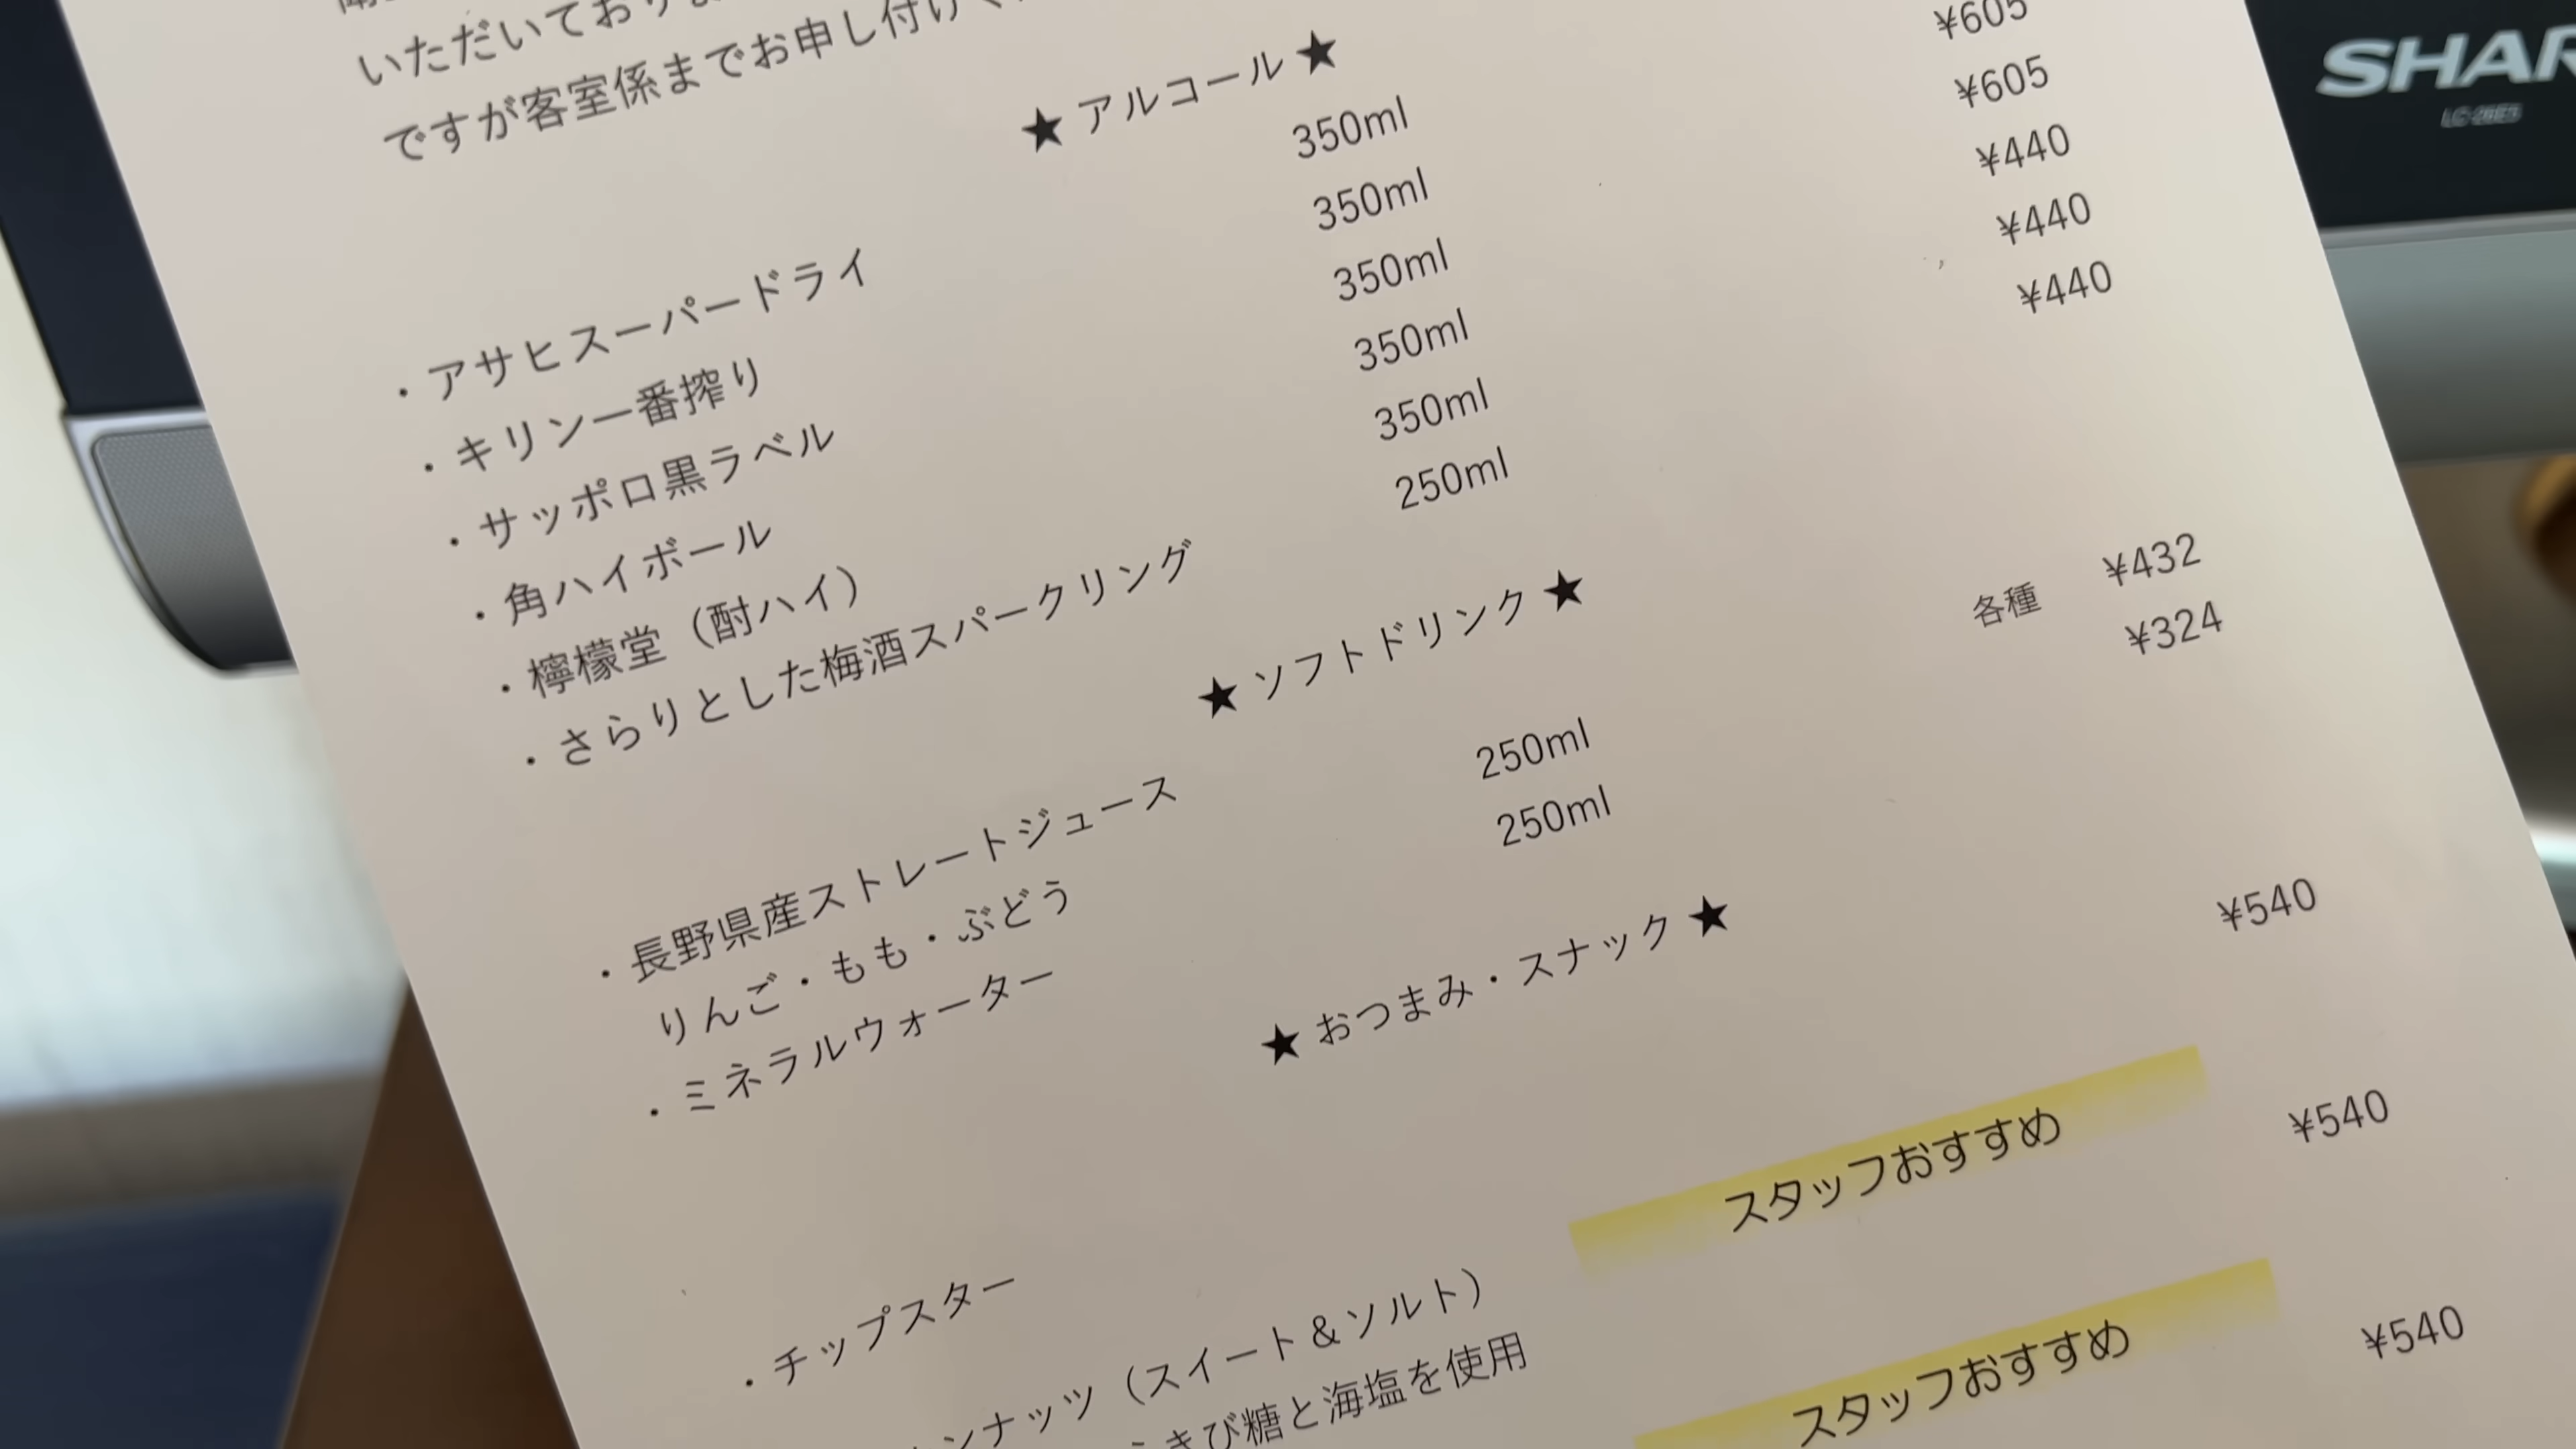 いただいており
ですが客室係までお申し付け
★ アルコール ★
・アサヒスーパードライ 350ml
・キリン一番搾り 350ml ¥605
・サッポロ黒ラベル 350ml ¥605
・角ハイボール 350ml ¥440
・檸檬堂（酎ハイ） 350ml ¥440
・さらりとした梅酒スパークリング 250ml ¥440
★ ソフトドリンク ★
・長野県産ストレートジュース 250ml 各種 ¥432
りんご・もも・ぶどう
・ミネラルウォーター 250ml ¥324
★ おつまみ・スナック ★
・チップスター ¥540
ンナッツ（スイート＆ソルト） スタッフおすすめ ¥540
きび糖と海塩を使用
スタッフおすすめ ¥540
SHAR